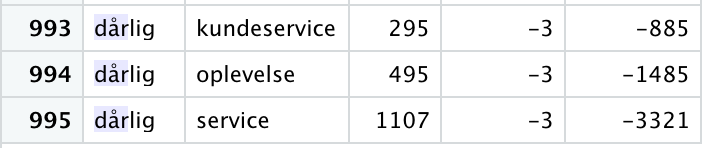 993 dårlig kundeservice 295 −3 −885
994 dårlig oplevelse 495 −3 −1485
995 dårlig service 1107 −3 −3321